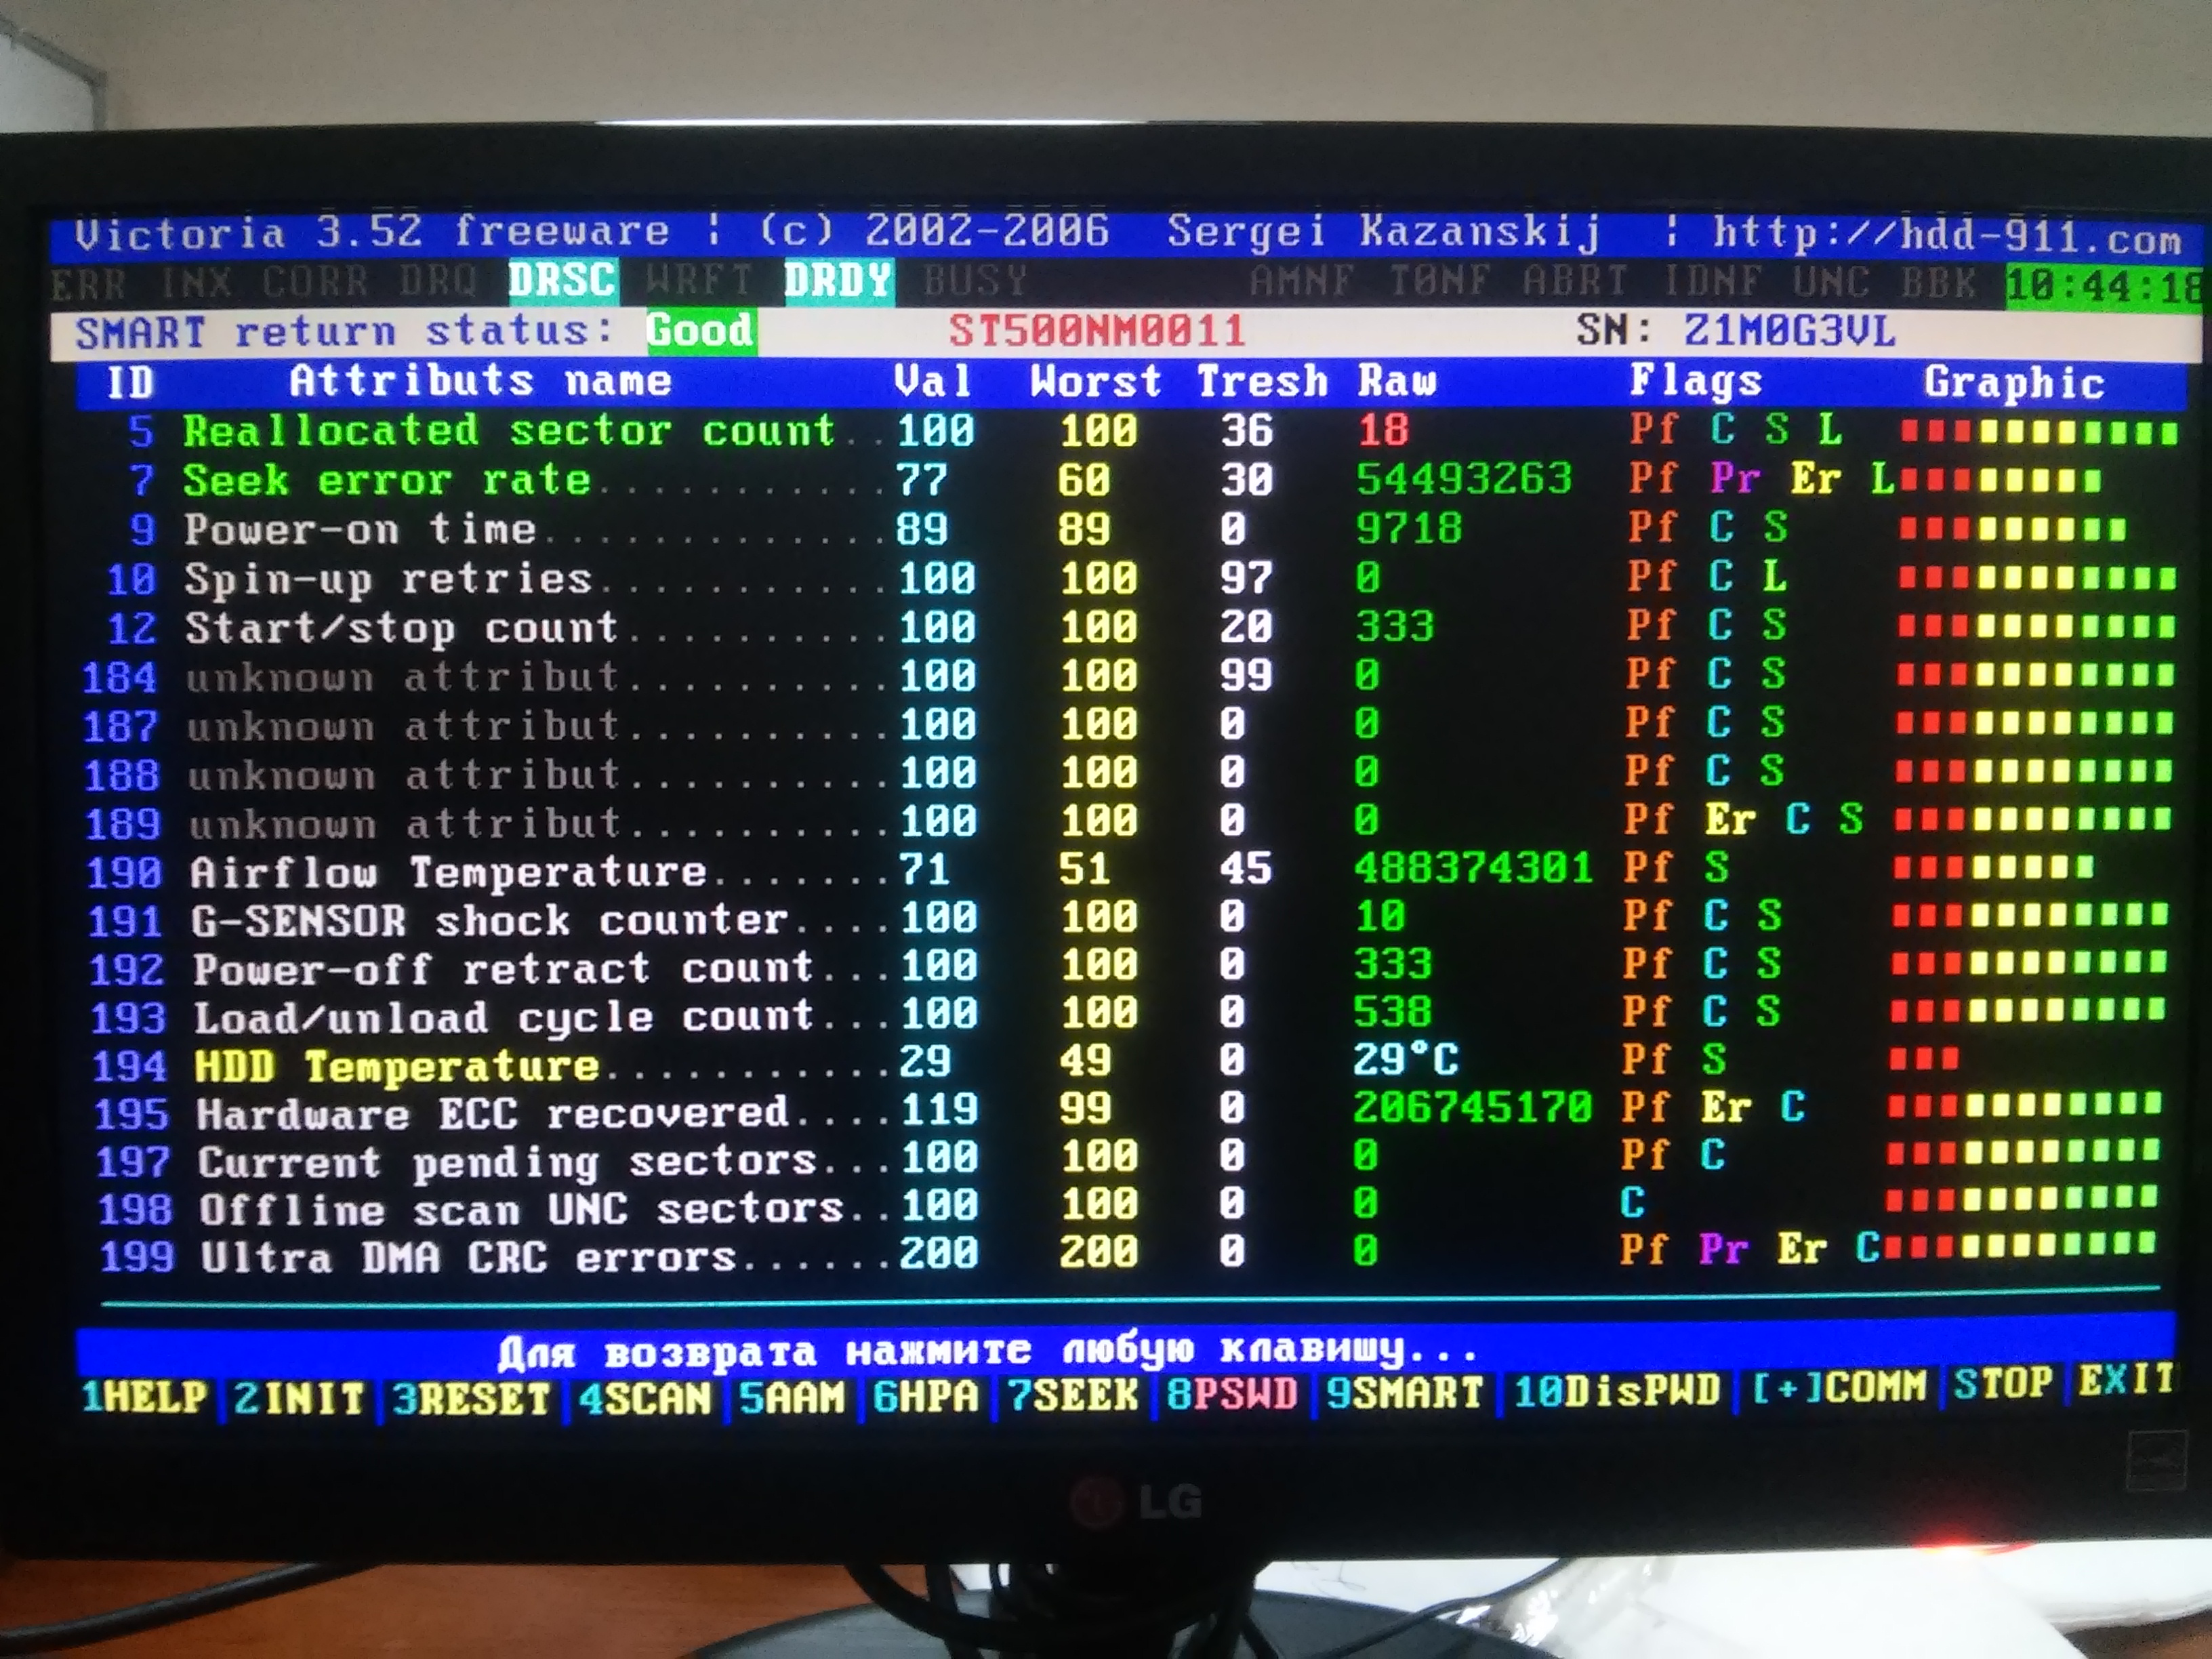 Victoria 3.52 freeware ¦ (c) 2002-2006 Sergei Kazanskij ¦ http://hdd-911.com
ERR INX CORR DRQ DRSC WRFT DRDY BUSY AMNF T0NF ABRT IDNF UNC BBK 10:44:18
SMART return status: Good ST500NM0011 SN: Z1M0G3VL
ID Attributs name Val Worst Tresh Raw Flags Graphic
5 Reallocated sector count..100 100 36 18 Pf C S L
7 Seek error rate...........77 60 30 54493263 Pf Pr Er L
9 Power-on time.............89 89 0 9718 Pf C S
10 Spin-up retries...........100 100 97 0 Pf C L
12 Start/stop count..........100 100 20 333 Pf C S
184 unknown attribut..........100 100 99 0 Pf C S
187 unknown attribut..........100 100 0 0 Pf C S
188 unknown attribut..........100 100 0 0 Pf C S
189 unknown attribut..........100 100 0 0 Pf Er C S
190 Airflow Temperature.......71 51 45 488374301 Pf S
191 G-SENSOR shock counter....100 100 0 10 Pf C S
192 Power-off retract count...100 100 0 333 Pf C S
193 Load/unload cycle count...100 100 0 538 Pf C S
194 HDD Temperature...........29 49 0 29°C Pf S
195 Hardware ECC recovered....119 99 0 206745170 Pf Er C
197 Current pending sectors...100 100 0 0 Pf C
198 Offline scan UNC sectors..100 100 0 0 C
199 Ultra DMA CRC errors......200 200 0 0 Pf Pr Er C
Для возврата нажмите любую клавишу...
1HELP 2INIT 3RESET 4SCAN 5AAM 6HPA 7SEEK 8PSWD 9SMART 10DisPWD [+]COMM STOP EXIT
LG